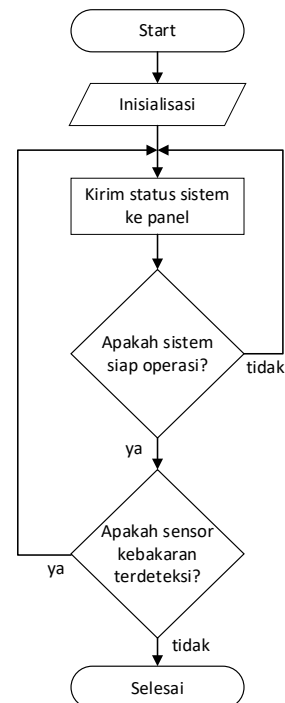 Start
Inisialisasi
Kirim status sistem
ke panel
Apakah sistem
siap operasi?
tidak
ya
Apakah sensor
kebakaran
terdeteksi?
ya
tidak
Selesai